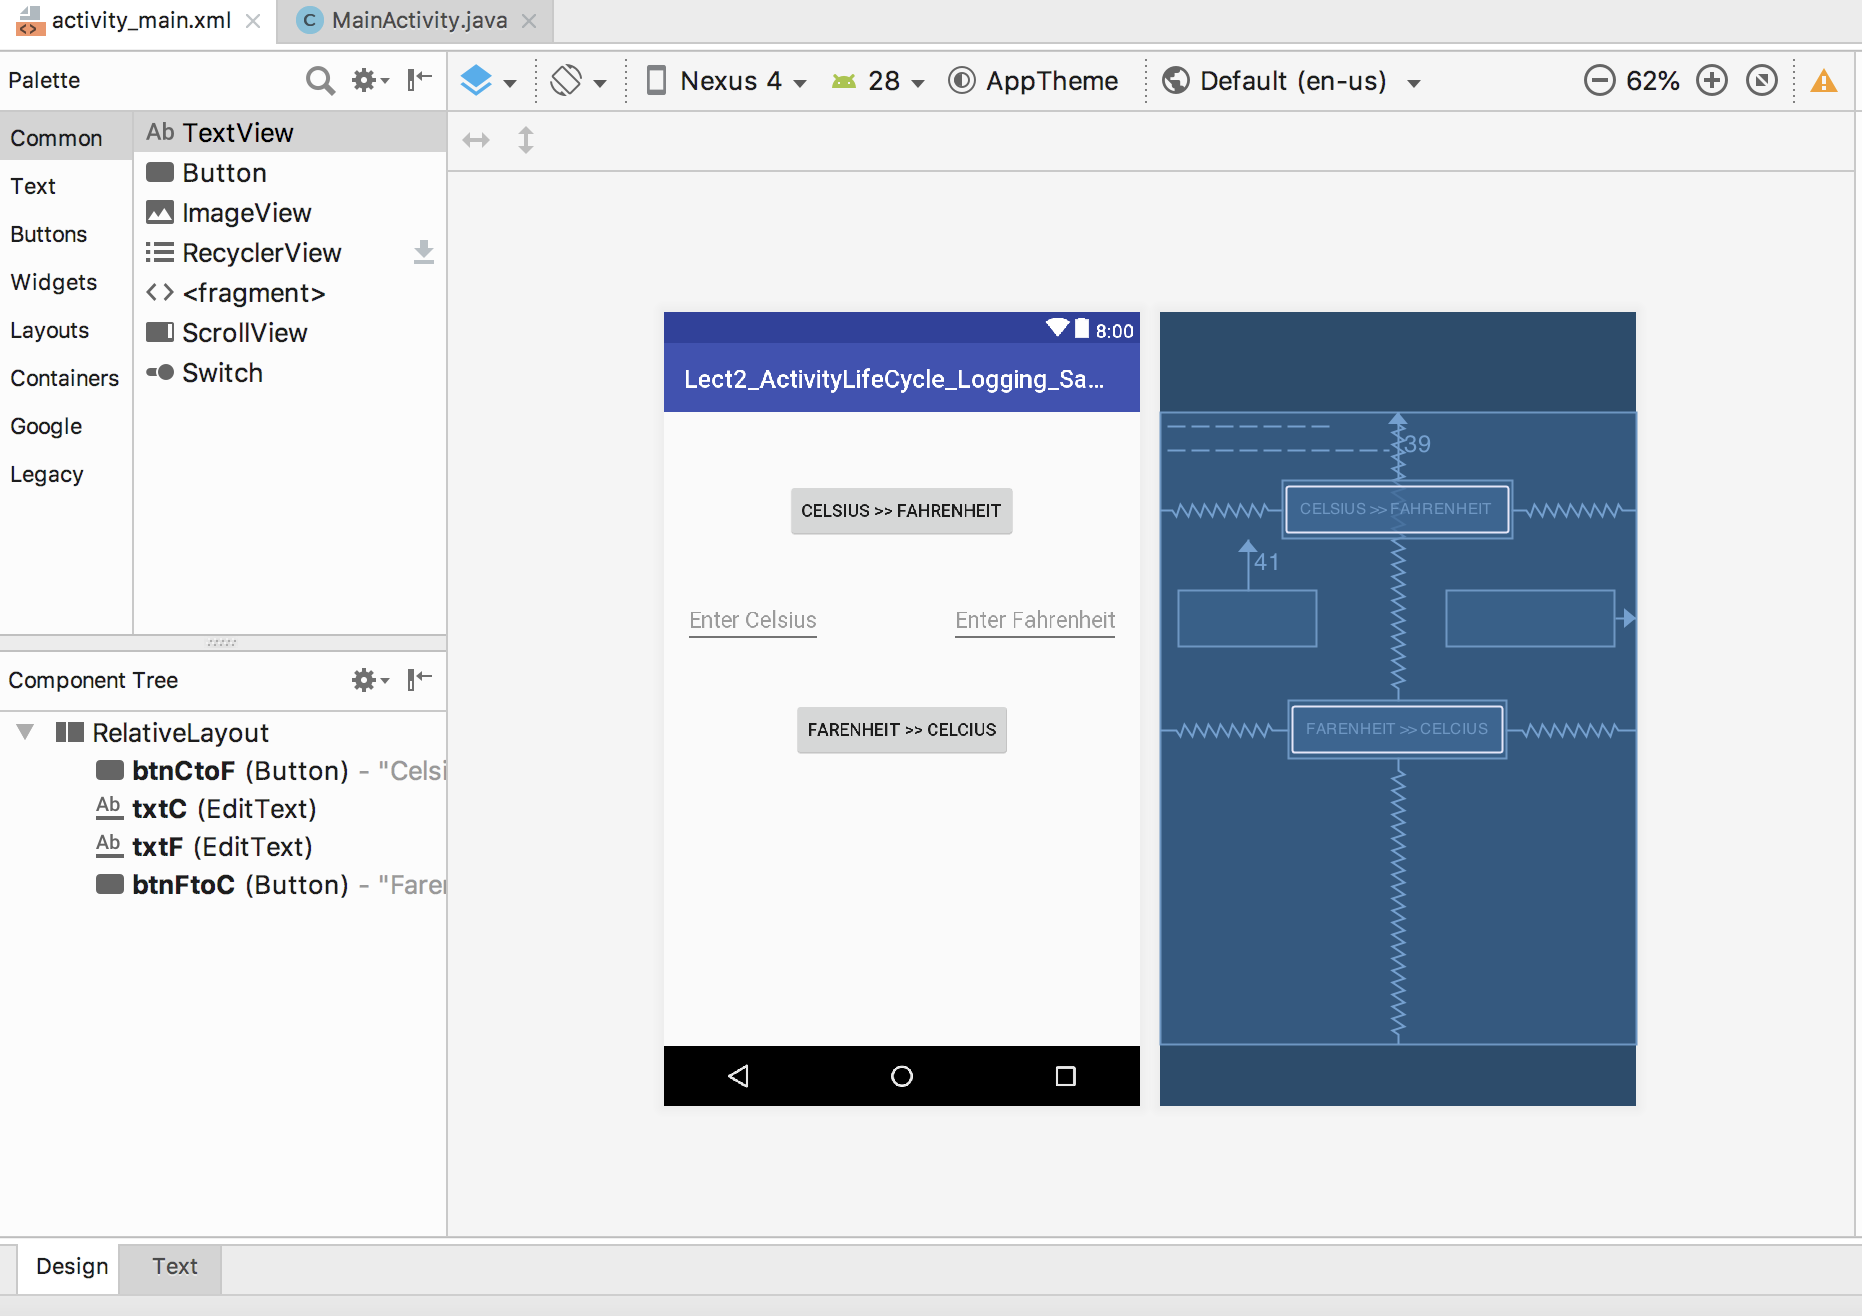 activity_main.xml
C MainActivity.java
Palette
Nexus 4
28
AppTheme
Default (en-us)
62%
Common
Text
Buttons
Widgets
Layouts
Containers
Google
Legacy
Ab TextView
Button
ImageView
RecyclerView
<fragment>
ScrollView
Switch
Component Tree
RelativeLayout
btnCtoF (Button) - "Celsi
Ab txtC (EditText)
Ab txtF (EditText)
btnFtoC (Button) - "Farer
8:00
Lect2_ActivityLifeCycle_Logging_Sa...
CELSIUS >> FAHRENHEIT
Enter Celsius
Enter Fahrenheit
FARENHEIT >> CELCIUS
39
CELSIUS >> FAHRENHEIT
41
FARENHEIT >> CELCIUS
Design
Text